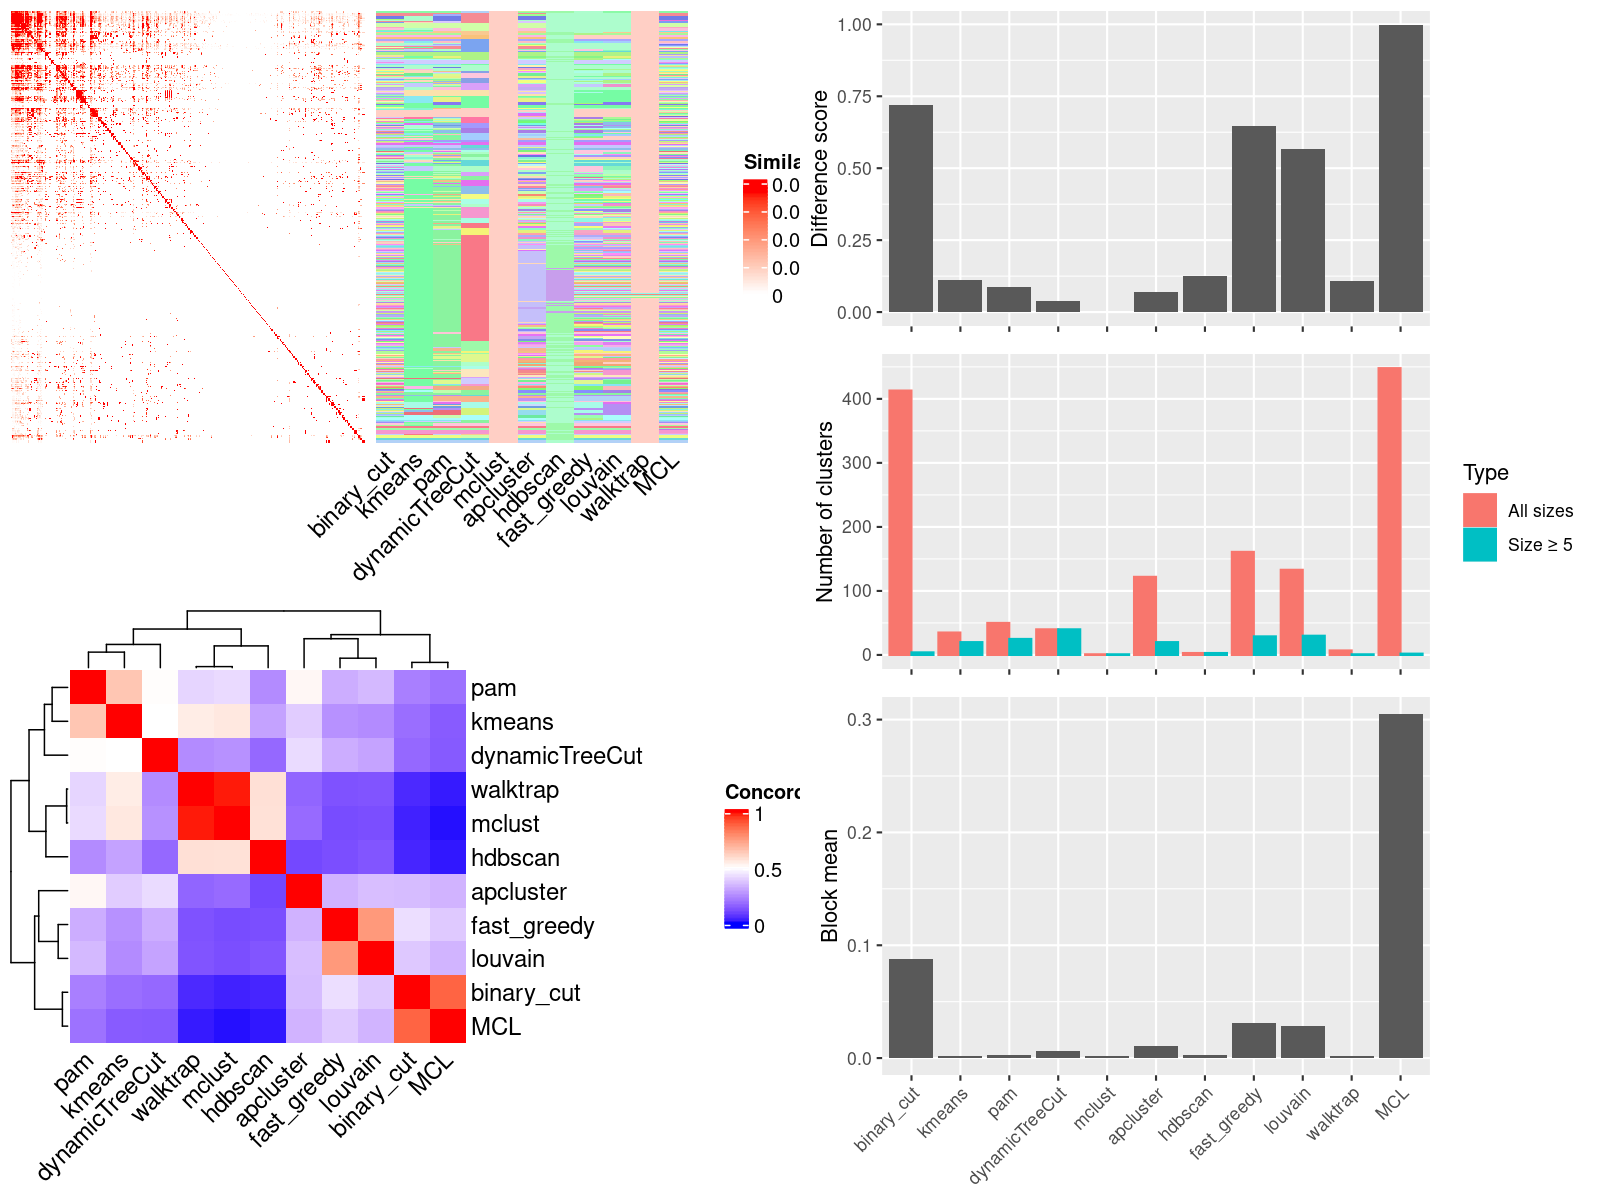 Simila
0.0
0.0
0.0
0.0
0
binary_cut
kmeans
pam
dynamicTreeCut
mclust
apcluster
hdbscan
fast_greedy
louvain
walktrap
MCL
pam
kmeans
dynamicTreeCut
walktrap
mclust
hdbscan
apcluster
fast_greedy
louvain
binary_cut
MCL
pam
kmeans
dynamicTreeCut
walktrap
mclust
hdbscan
apcluster
fast_greedy
louvain
binary_cut
MCL
Concord
1
0.5
0
Difference score
1.00
0.75
0.50
0.25
0.00
Number of clusters
400
300
200
100
0
Type
All sizes
Size ≥ 5
Block mean
0.3
0.2
0.1
0.0
binary_cut
kmeans
pam
dynamicTreeCut
mclust
apcluster
hdbscan
fast_greedy
louvain
walktrap
MCL